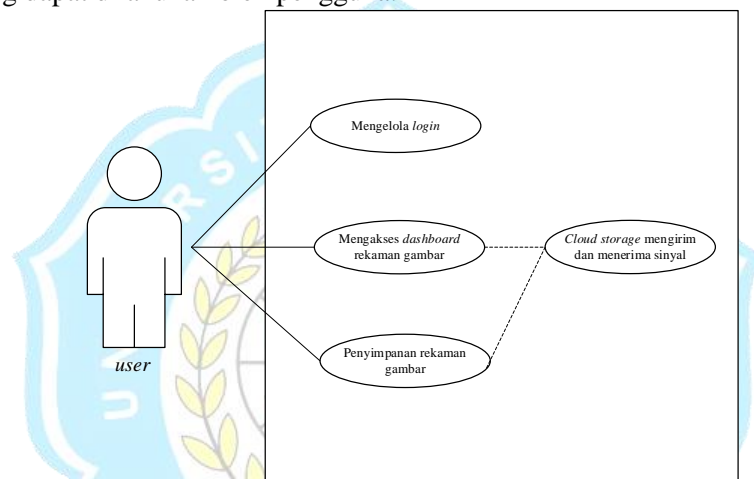 Mengelola login
Mengakses dashboard
rekaman gambar
Cloud storage mengirim
dan menerima sinyal
Penyimpanan rekaman
gambar
user